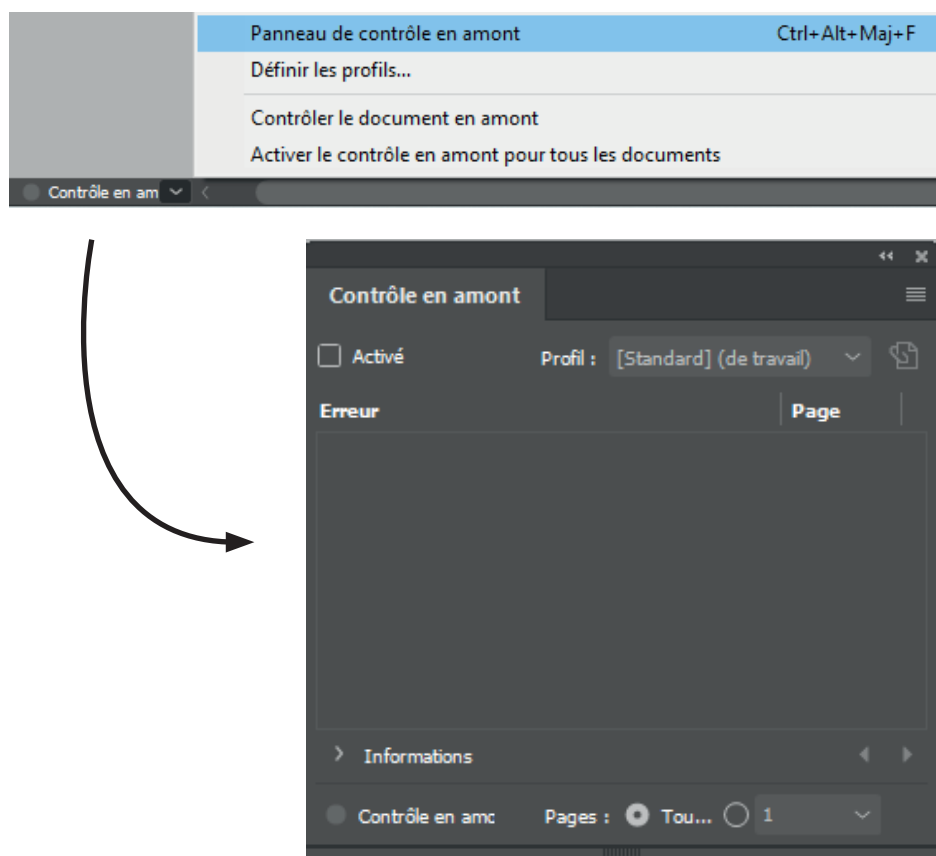 Panneau de contrôle en amont Ctrl+Alt+Maj+F
Définir les profils...
Contrôler le document en amont
Activer le contrôle en amont pour tous les documents
Contrôle en am
Contrôle en amont
Activé Profil : [Standard] (de travail)
Erreur Page
Informations
Contrôle en amc Pages : Tou... 1